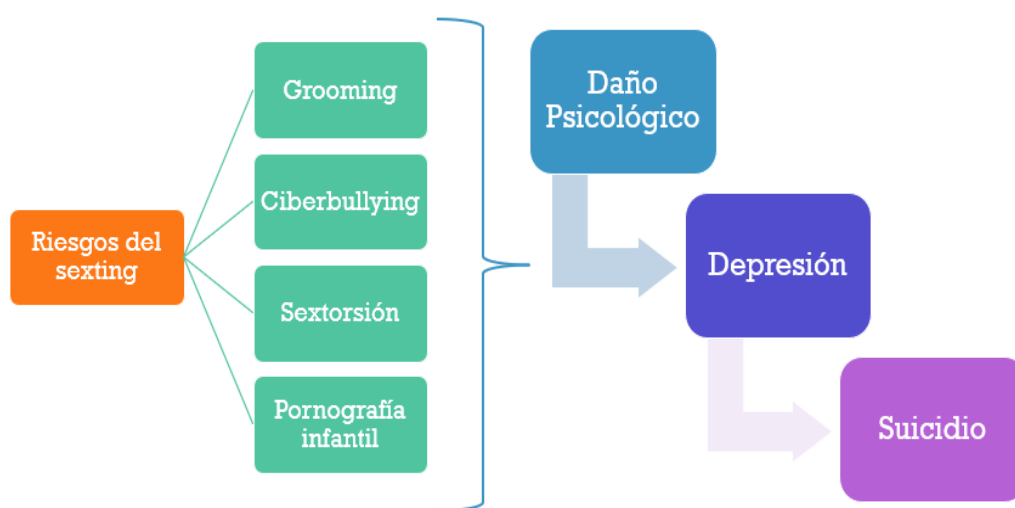 Riesgos del
sexting
Grooming
Ciberbullying
Sextorsión
Pornografía
infantil
Daño
Psicológico
Depresión
Suicidio